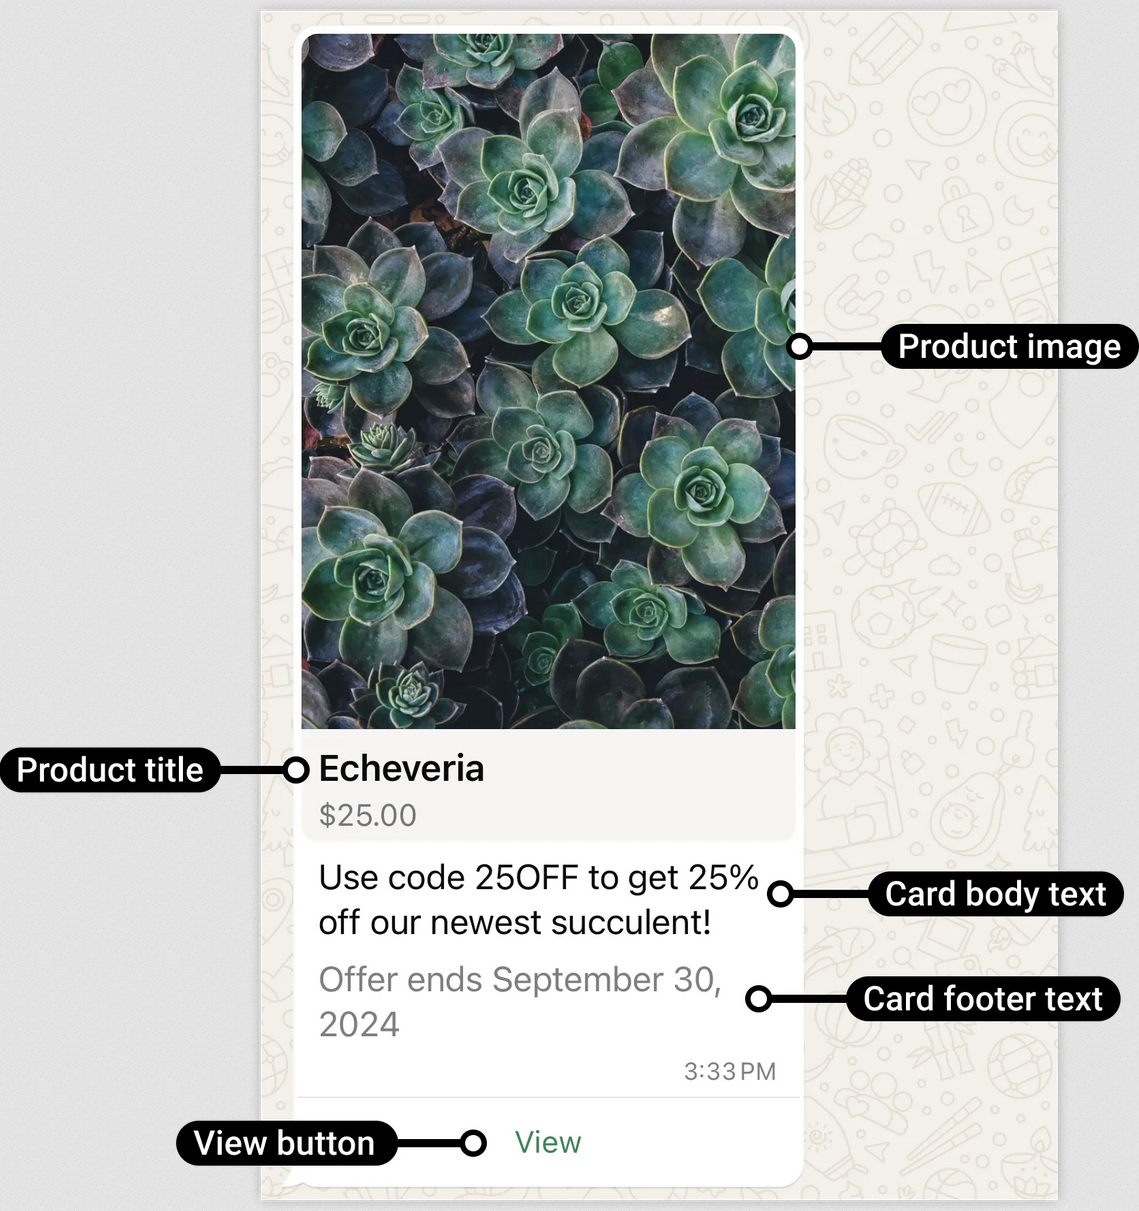 Product image
Product title
Echeveria
$25.00
Use code 25OFF to get 25%
off our newest succulent!
Card body text
Offer ends September 30,
2024
Card footer text
3:33 PM
View button
View